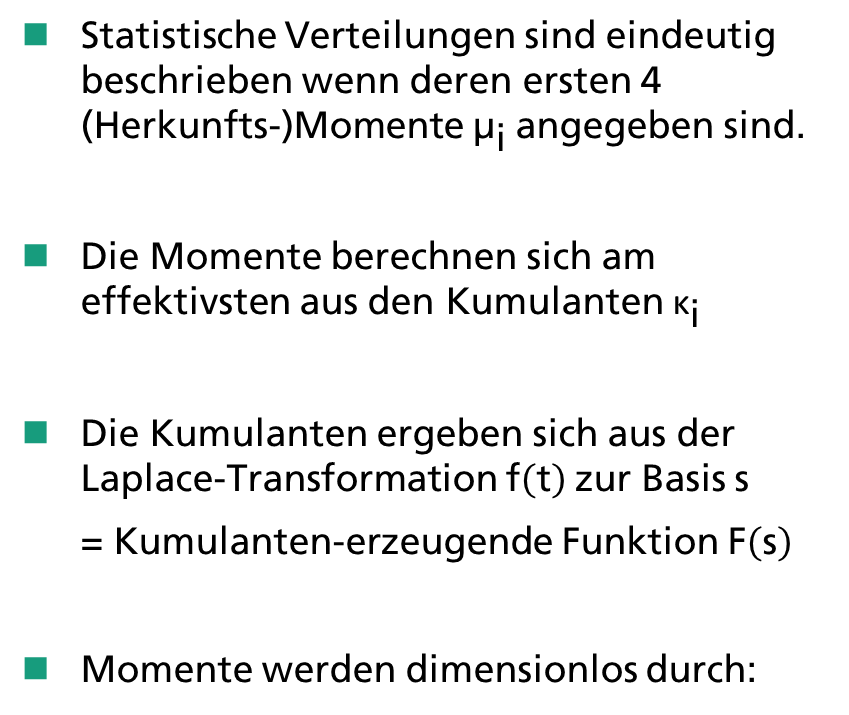 Statistische Verteilungen sind eindeutig
beschrieben wenn deren ersten 4
(Herkunfts-)Momente μi angegeben sind.
Die Momente berechnen sich am
effektivsten aus den Kumulanten κi
Die Kumulanten ergeben sich aus der
Laplace-Transformation f(t) zur Basis s
= Kumulanten-erzeugende Funktion F(s)
Momente werden dimensionlos durch: